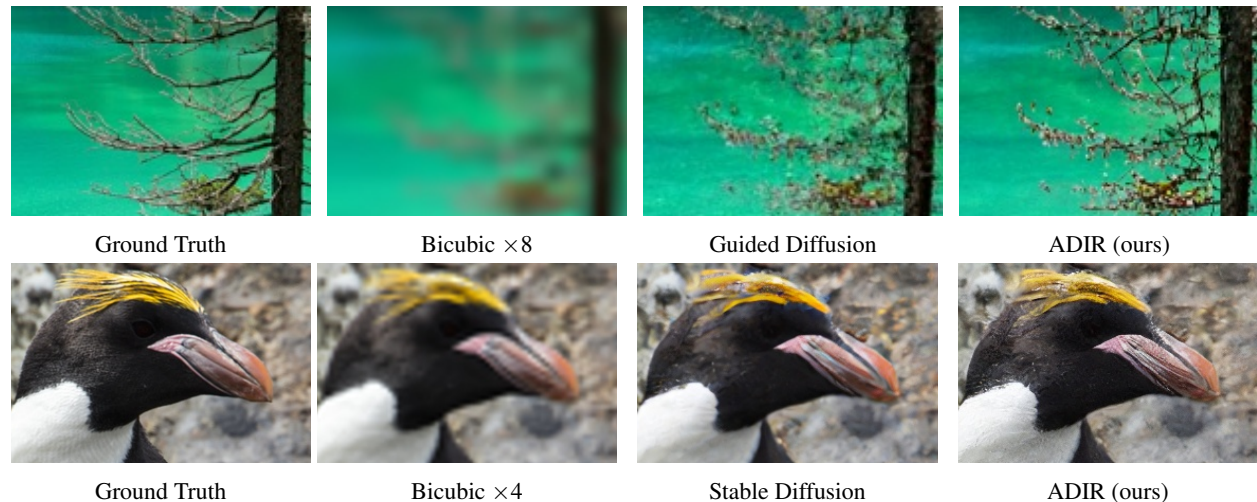 Ground Truth
Bicubic ×8
Guided Diffusion
ADIR (ours)
Ground Truth
Bicubic ×4
Stable Diffusion
ADIR (ours)